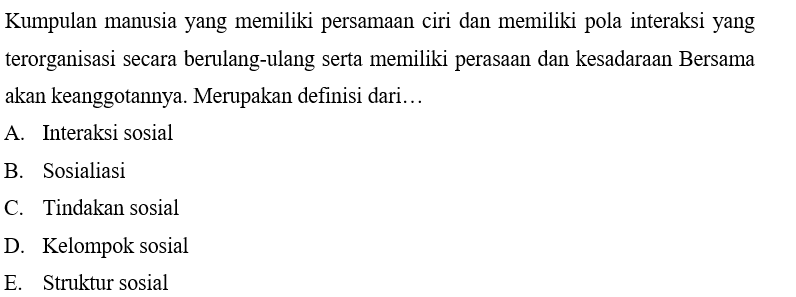 Kumpulan manusia yang memiliki persamaan ciri dan memiliki pola interaksi yang
terorganisasi secara berulang-ulang serta memiliki perasaan dan kesadaraan Bersama
akan keanggotannya. Merupakan definisi dari…
A. Interaksi sosial
B. Sosialiasi
C. Tindakan sosial
D. Kelompok sosial
E. Struktur sosial